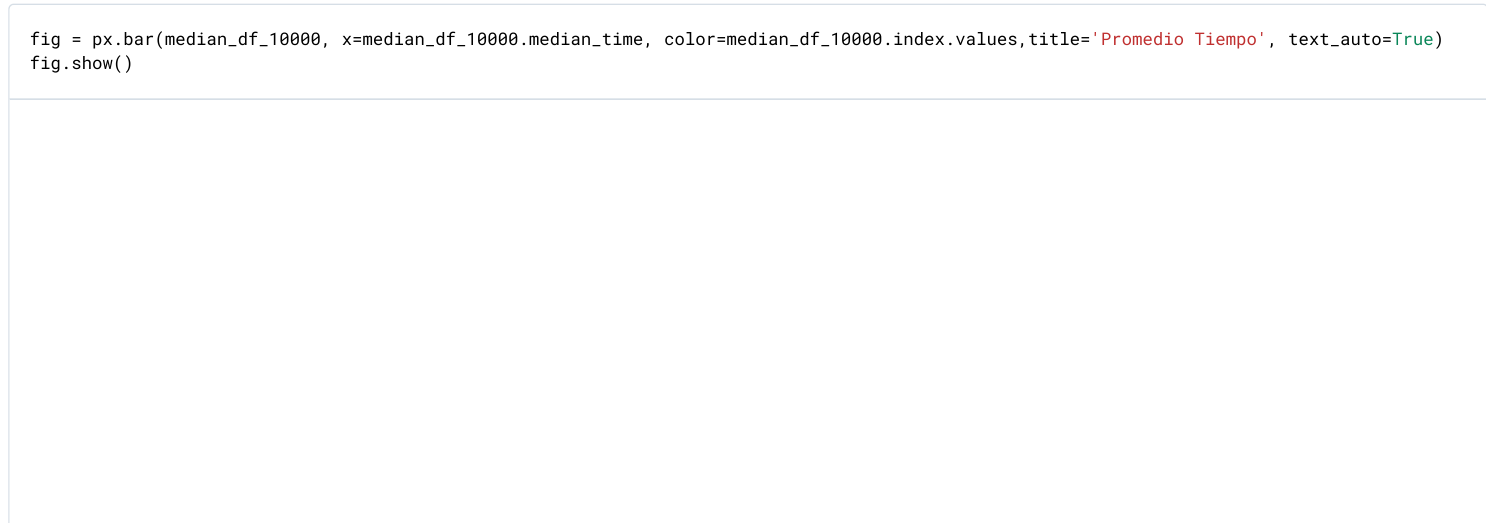 fig = px.bar(median_df_10000, x=median_df_10000.median_time, color=median_df_10000.index.values,title='Promedio Tiempo', text_auto=True)
fig.show()